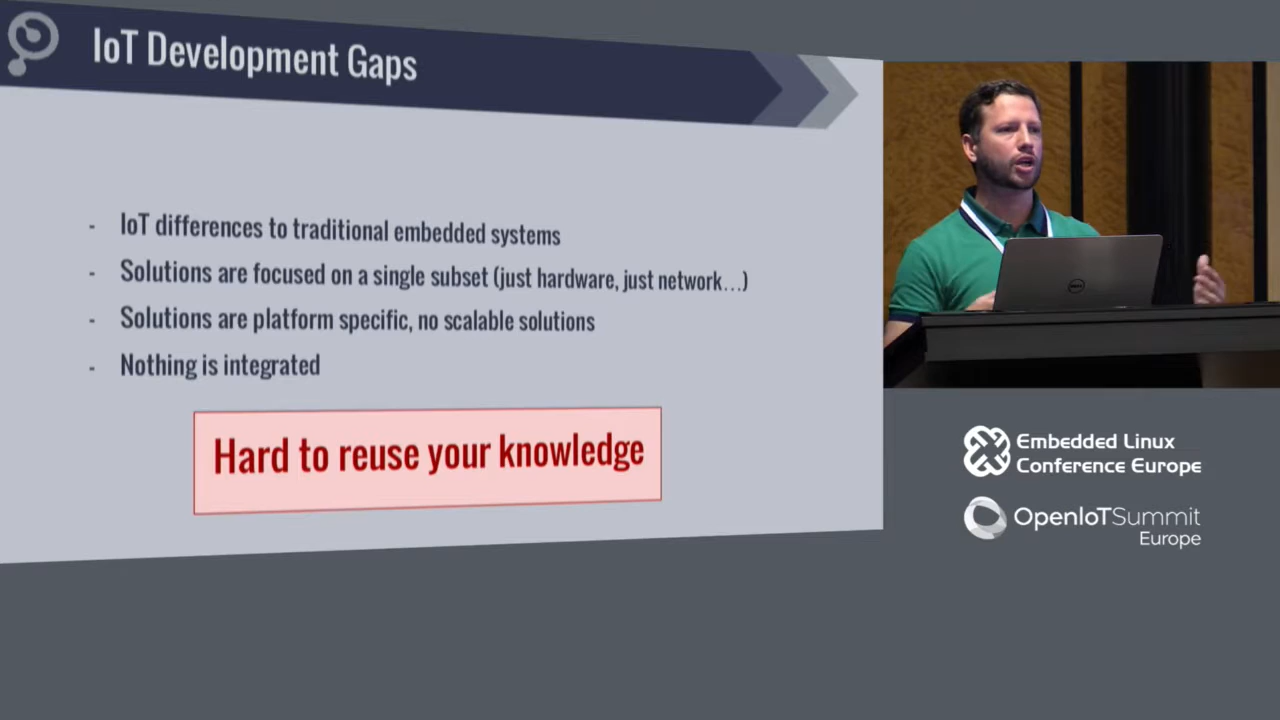 IoT Development Gaps
- IoT differences to traditional embedded systems
- Solutions are focused on a single subset (just hardware, just network…)
- Solutions are platform specific, no scalable solutions
- Nothing is integrated
Hard to reuse your knowledge
DELL
Embedded Linux
Conference Europe
OpenIoTSummit
Europe